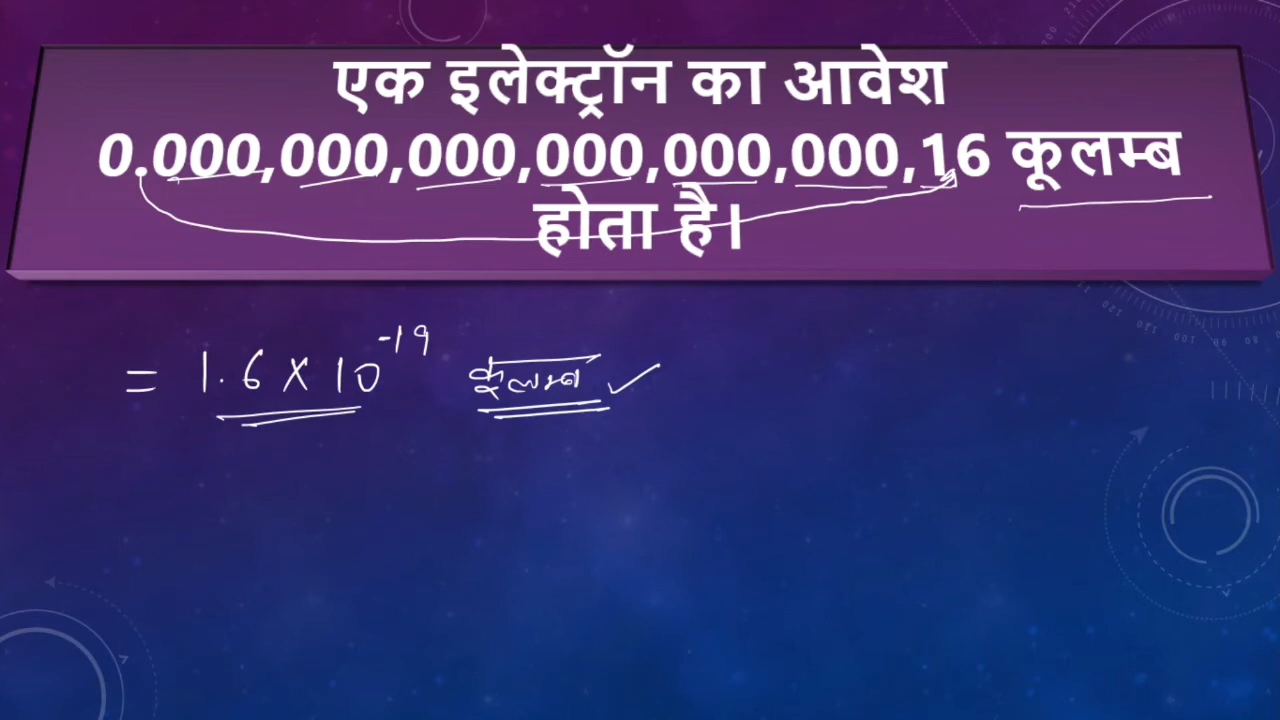 एक इलेक्ट्रॉन का आवेश
0.000,000,000,000,000,000,16 कूलम्ब
होता है।
= 1.6 × 10⁻¹⁹ कूलम्ब ✓